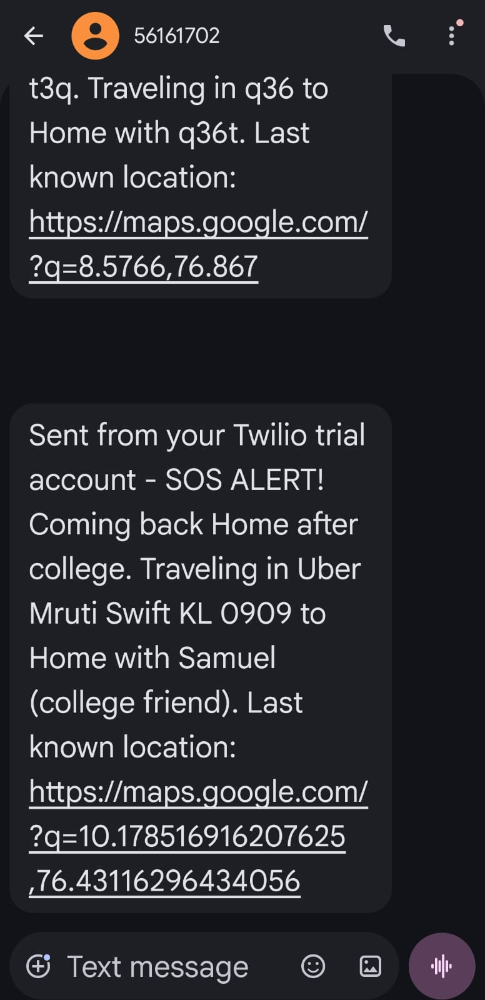 56161702
t3q. Traveling in q36 to
Home with q36t. Last
known location:
https://maps.google.com/
?q=8.5766,76.867
Sent from your Twilio trial
account - SOS ALERT!
Coming back Home after
college. Traveling in Uber
Mruti Swift KL 0909 to
Home with Samuel
(college friend). Last
known location:
https://maps.google.com/
?q=10.178516916207625
,76.43116296434056
Text message